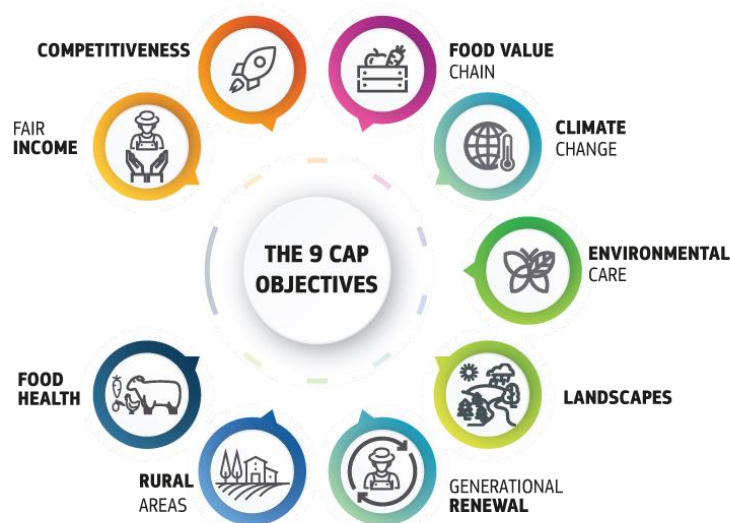 COMPETITIVENESS
FOOD VALUE
CHAIN
FAIR
INCOME
CLIMATE
CHANGE
THE 9 CAP
OBJECTIVES
ENVIRONMENTAL
CARE
FOOD
HEALTH
LANDSCAPES
RURAL
AREAS
GENERATIONAL
RENEWAL